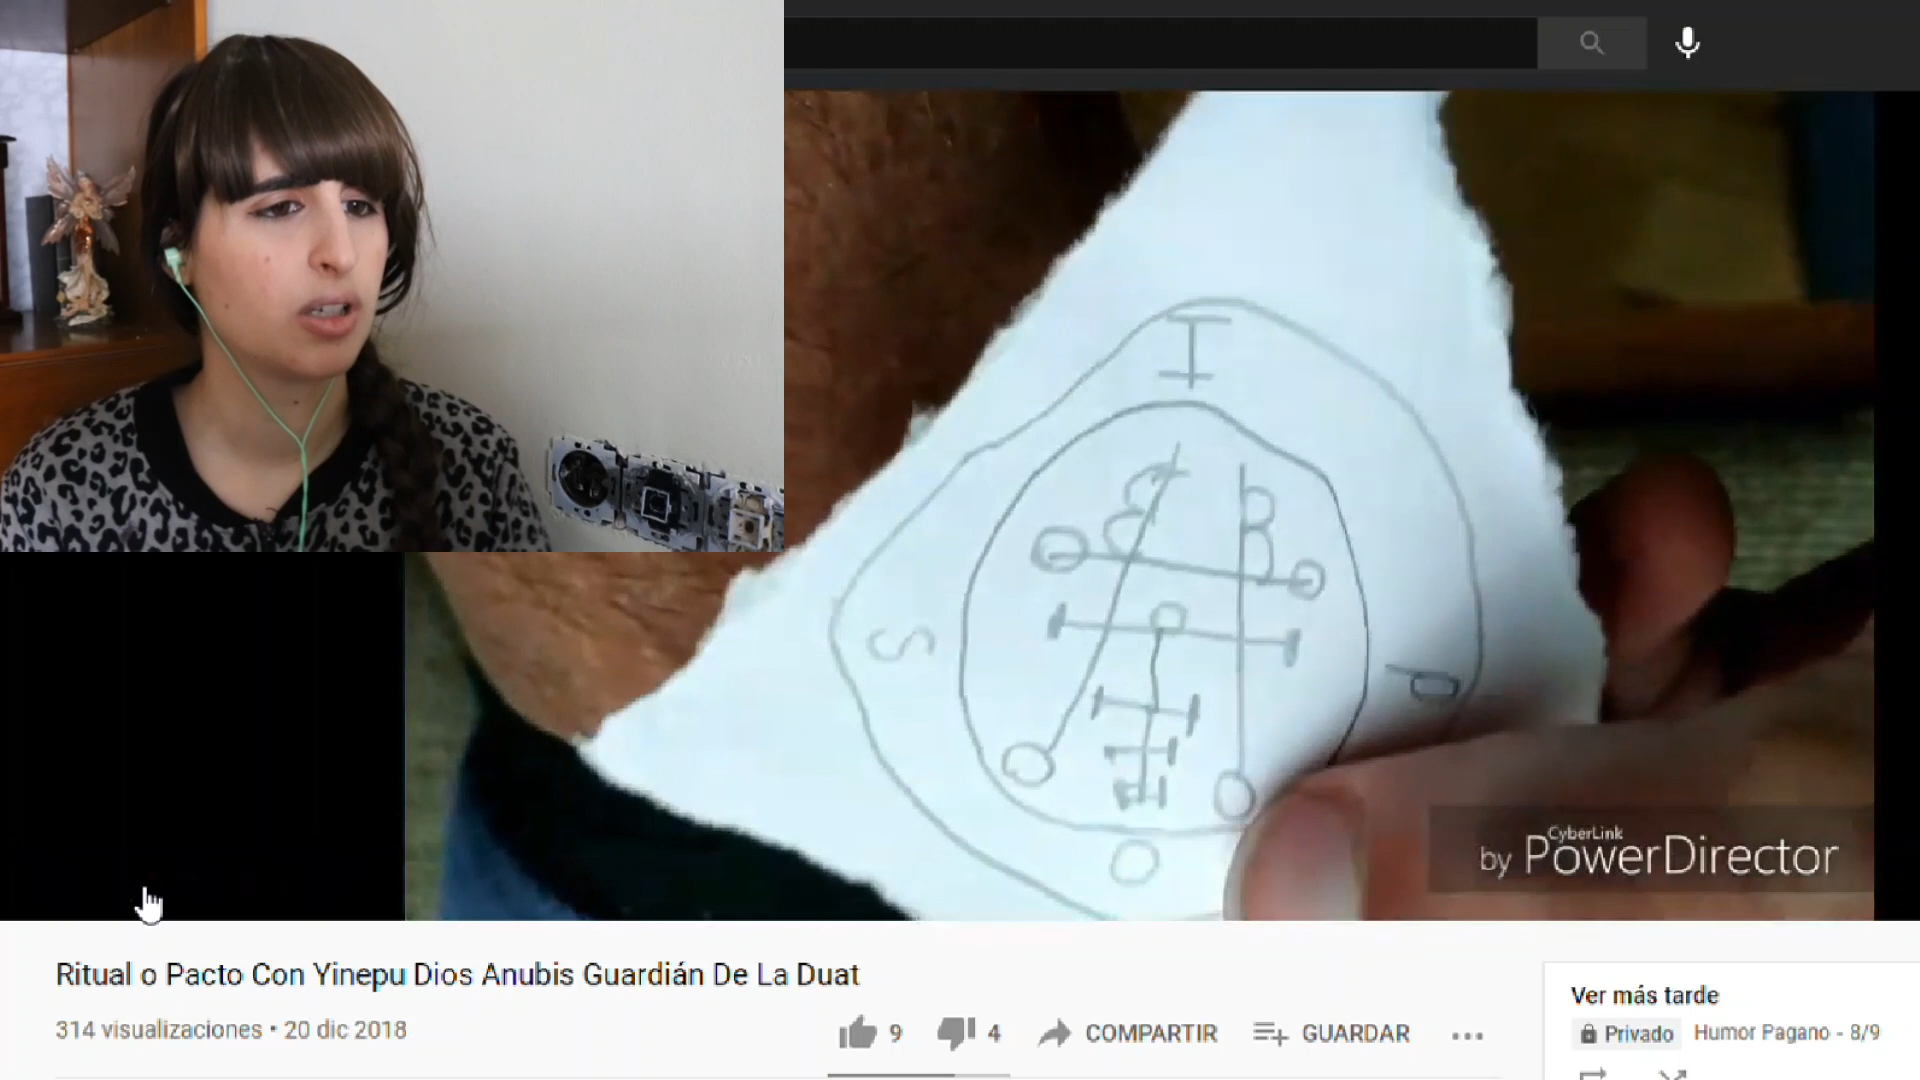 I
S
P
O
CyberLink
by PowerDirector
Ritual o Pacto Con Yinepu Dios Anubis Guardián De La Duat
314 visualizaciones • 20 dic 2018
9
4
COMPARTIR
GUARDAR
Ver más tarde
Privado
Humor Pagano - 8/9